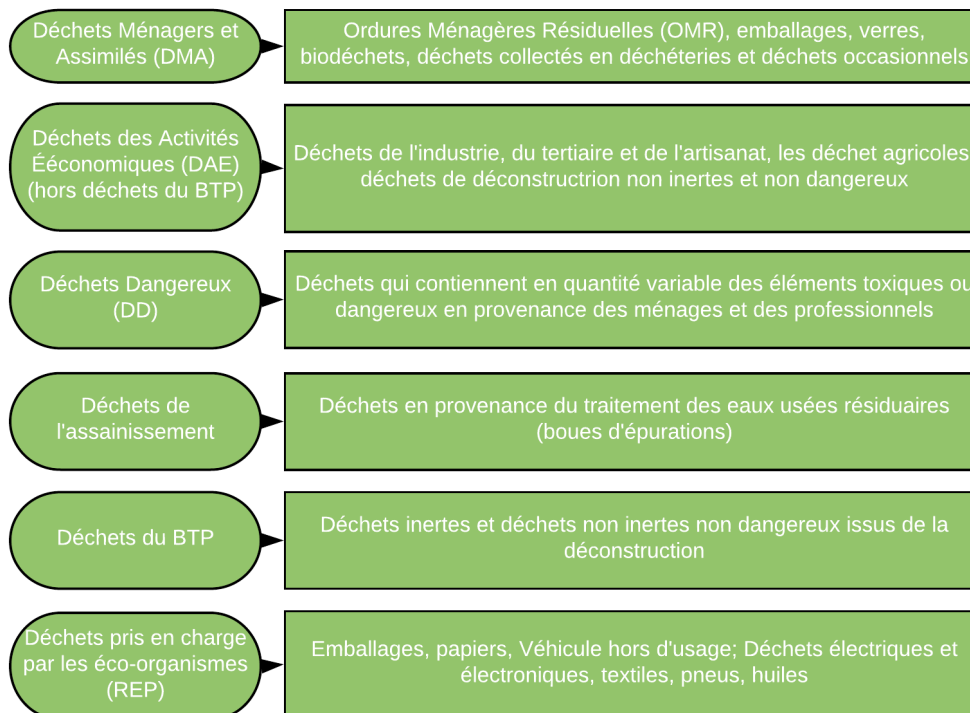 Déchets Ménagers et
Assimilés (DMA)
Ordures Ménagères Résiduelles (OMR), emballages, verres,
biodéchets, déchets collectés en déchéteries et déchets occasionnels
Déchets des Activités
Éééconomiques (DAE)
(hors déchets du BTP)
Déchets de l'industrie, du tertiaire et de l'artisanat, les déchet agricoles
déchets de déconstructrion non inertes et non dangereux
Déchets Dangereux
(DD)
Déchets qui contiennent en quantité variable des éléments toxiques ou
dangereux en provenance des ménages et des professionnels
Déchets de
l'assainissement
Déchets en provenance du traitement des eaux usées résiduaires
(boues d'épurations)
Déchets du BTP
Déchets inertes et déchets non inertes non dangereux issus de la
déconstruction
Déchets pris en charge
par les éco-organismes
(REP)
Emballages, papiers, Véhicule hors d'usage; Déchets électriques et
électroniques, textiles, pneus, huiles